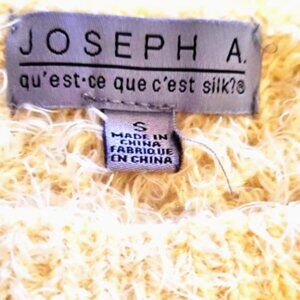 JOSEPH A.
qu'est-ce que c'est silk?®
S
MADE IN
CHINA
FABRIQUE
EN CHINA